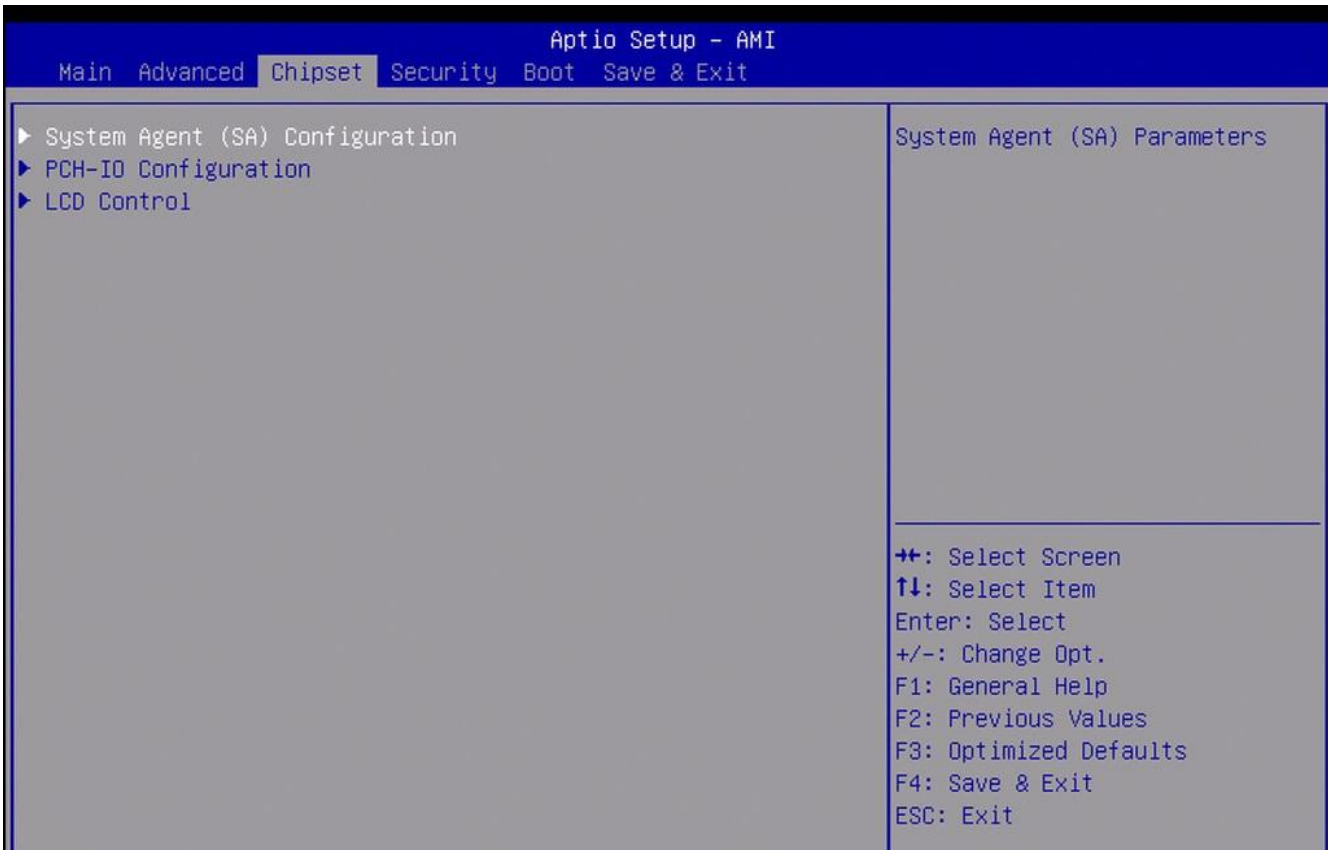 Aptio Setup – AMI
Main Advanced Chipset Security Boot Save & Exit
▶ System Agent (SA) Configuration
▶ PCH-IO Configuration
▶ LCD Control
System Agent (SA) Parameters
→←: Select Screen
↑↓: Select Item
Enter: Select
+/-: Change Opt.
F1: General Help
F2: Previous Values
F3: Optimized Defaults
F4: Save & Exit
ESC: Exit